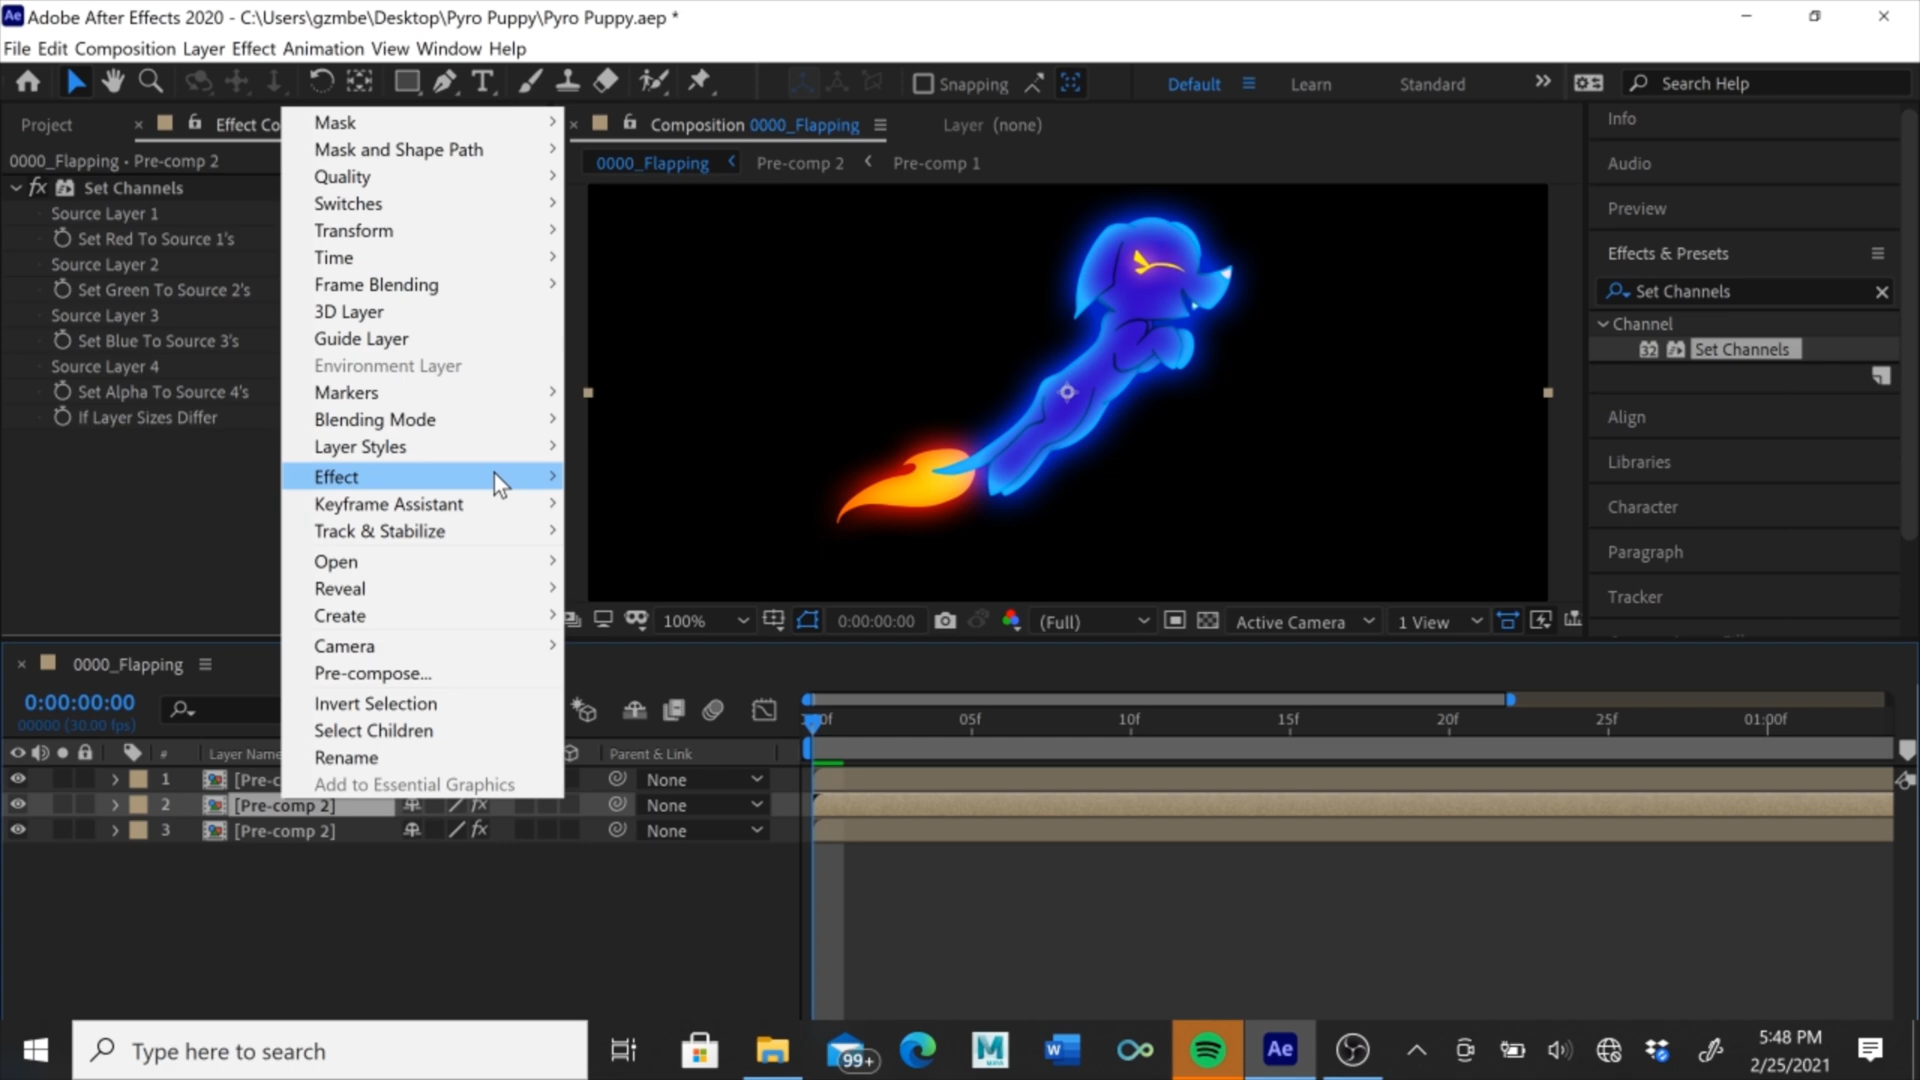 Ae Adobe After Effects 2020 - C:\Users\gzmbe\Desktop\Pyro Puppy\Pyro Puppy.aep *
File Edit Composition Layer Effect Animation View Window Help
Snapping
Default
Learn
Standard
Search Help
Project
Effect Co
0000_Flapping • Pre-comp 2
fx Set Channels
Source Layer 1
Set Red To Source 1's
Source Layer 2
Set Green To Source 2's
Source Layer 3
Set Blue To Source 3's
Source Layer 4
Set Alpha To Source 4's
If Layer Sizes Differ
Mask
Mask and Shape Path
Quality
Switches
Transform
Time
Frame Blending
3D Layer
Guide Layer
Environment Layer
Markers
Blending Mode
Layer Styles
Effect
Keyframe Assistant
Track & Stabilize
Open
Reveal
Create
Camera
Pre-compose...
Invert Selection
Select Children
Rename
Add to Essential Graphics
Composition 0000_Flapping
Layer (none)
0000_Flapping
Pre-comp 2
Pre-comp 1
100%
0:00:00:00
(Full)
Active Camera
1 View
Info
Audio
Preview
Effects & Presets
Set Channels
Channel
32 Set Channels
Align
Libraries
Character
Paragraph
Tracker
0000_Flapping
0:00:00:00
00000 (30.00 fps)
05f
10f
15f
20f
25f
01:00f
# Layer Name
Parent & Link
1 [Pre-c
None
2 [Pre-comp 2]
fx
None
3 [Pre-comp 2]
fx
None
Type here to search
99+
M
W
Ae
5:48 PM
2/25/2021